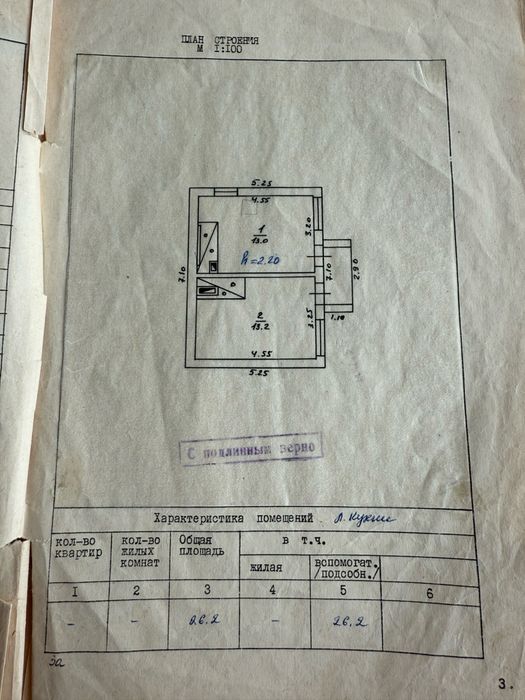 ПЛАН СТРОЕНИЯ
М 1:100
5.25
4.55
1
13.0
3.20
h=2.20
7.10
7.10
2.90
1.10
2
13.2
3.25
4.55
5.25
С подлинным верно
Характеристика помещений. Л. Кухни
кол-во квартир
кол-во жилых комнат
Общая площадь
в т.ч.
жилая
вспомогат. /подсобн./
I 2 3 4 5 6
- - 26.2 - 26.2
За
3.